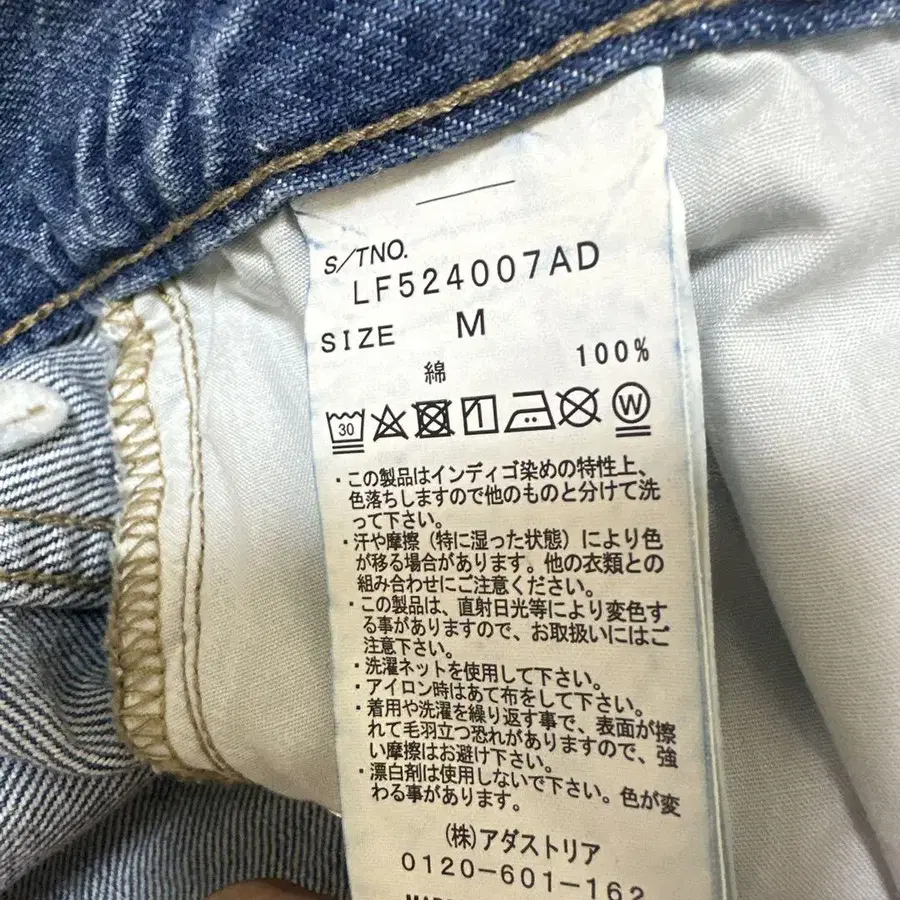 S/TNO.
LF524007AD
SIZE M
綿 100%
30 W
・この製品はインディゴ染めの特性上、
色落ちしますので他のものと分けて洗
って下さい。
・汗や摩擦（特に湿った状態）により色
が移る場合があります。他の衣類との
組み合わせにご注意ください。
・この製品は、直射日光等により変色す
る事がありますので、お取扱いにはご
注意下さい。
・洗濯ネットを使用して下さい。
・アイロン時はあて布をして下さい。
・着用や洗濯を繰り返す事で、表面が擦
れて毛羽立つ恐れがありますので、強
い摩擦はお避け下さい。
・漂白剤は使用しないで下さい。色が変
わる事があります。
(株)アダストリア
0120-601-162